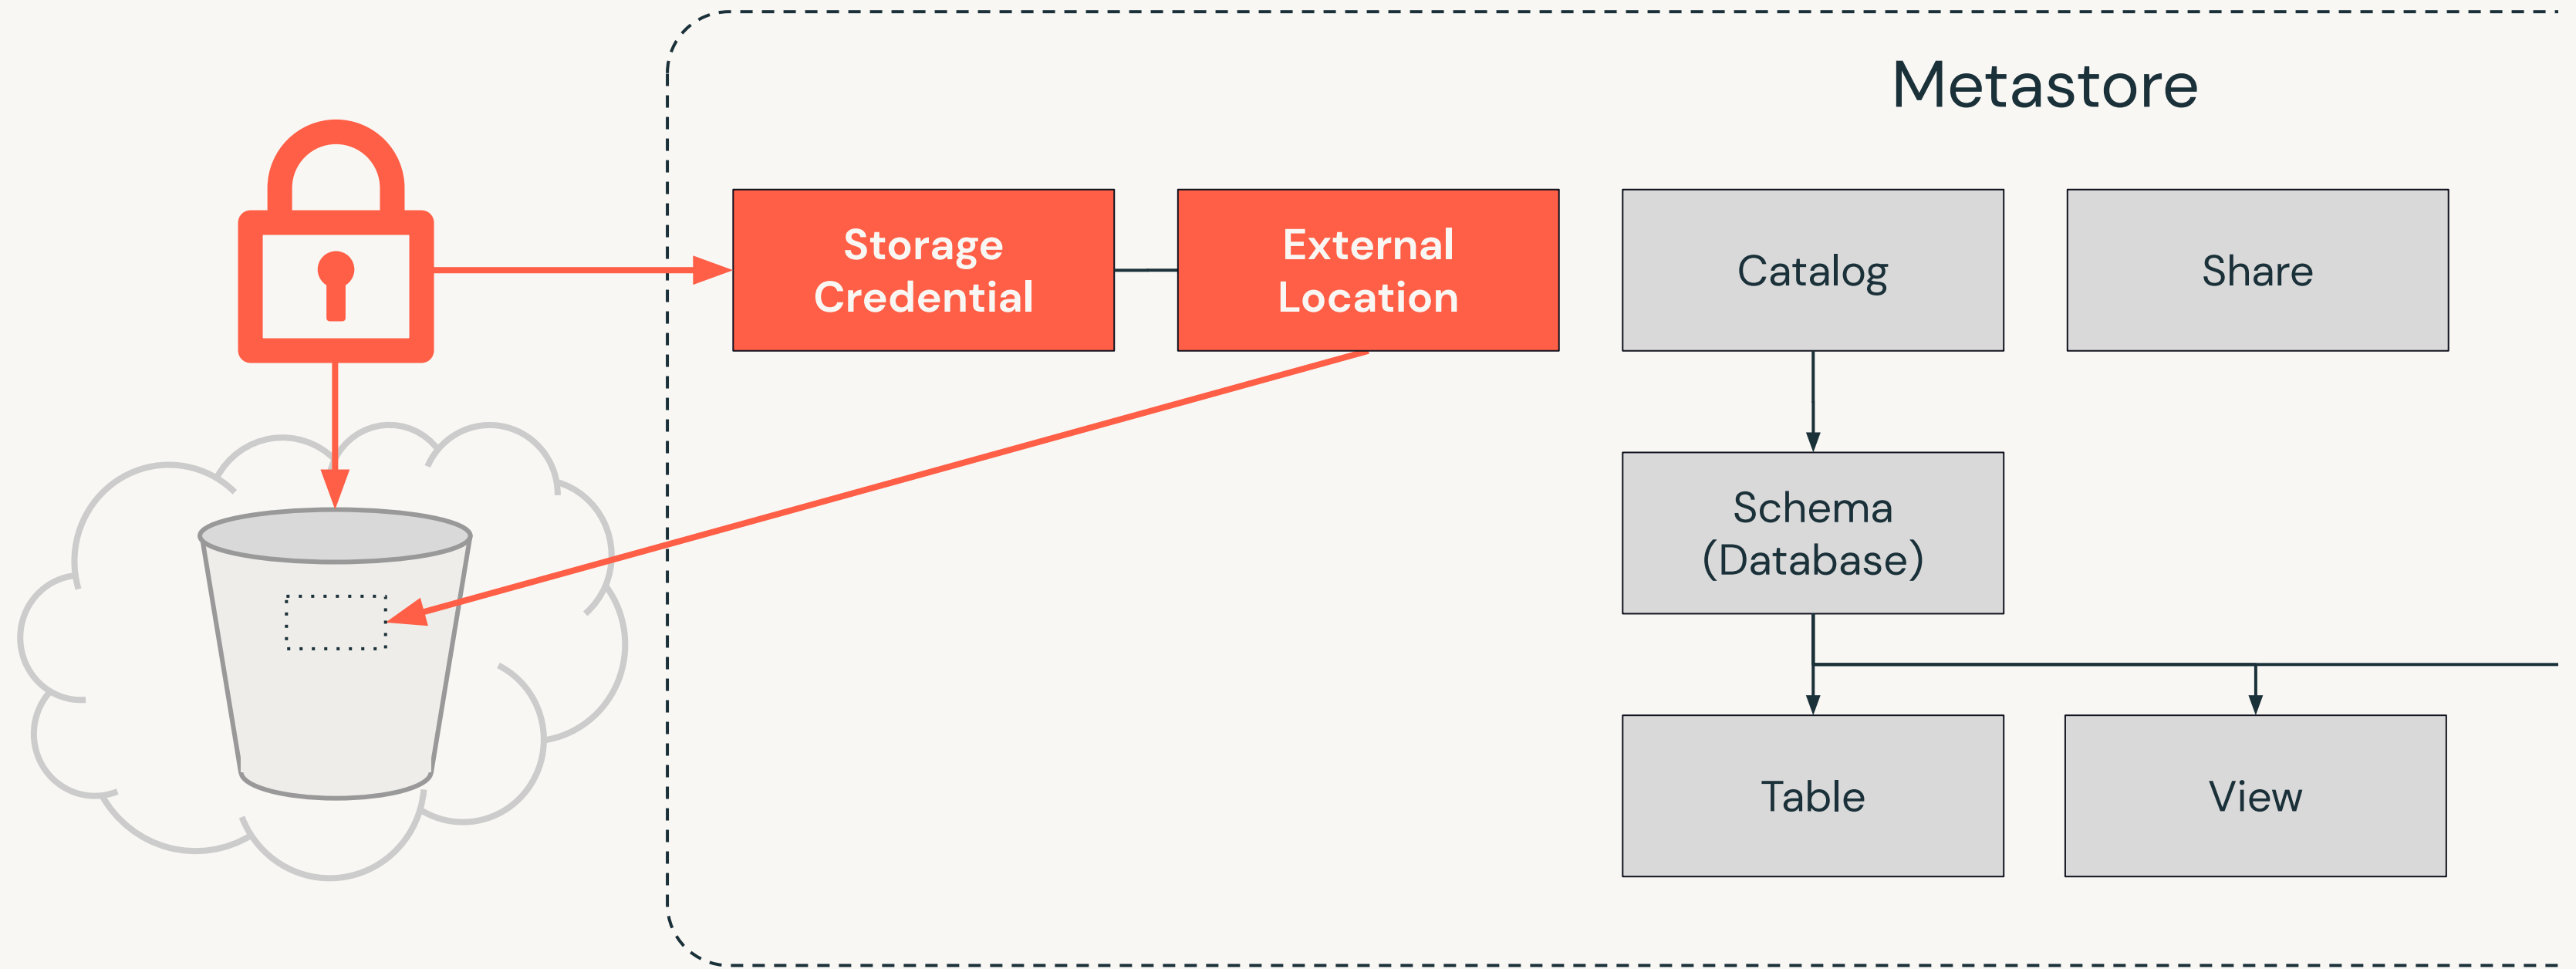 Metastore
Storage
Credential
External
Location
Catalog
Share
Schema
(Database)
Table
View